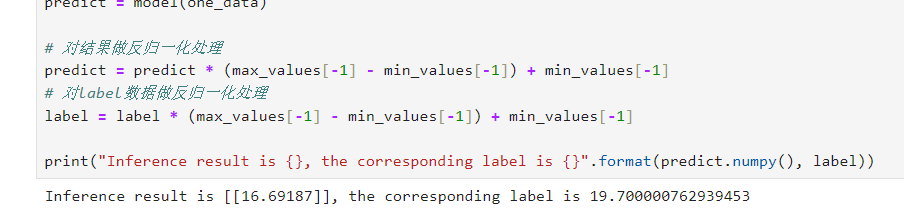 predict = model(one_data)
# 对结果做反归一化处理
predict = predict * (max_values[-1] - min_values[-1]) + min_values[-1]
# 对label数据做反归一化处理
label = label * (max_values[-1] - min_values[-1]) + min_values[-1]
print("Inference result is {}, the corresponding label is {}".format(predict.numpy(), label))
Inference result is [[16.69187]], the corresponding label is 19.700000762939453